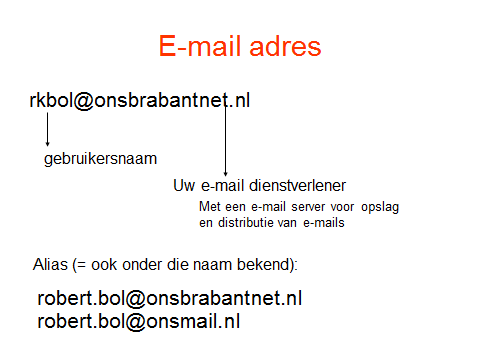 E-mail adres
rkbol@onsbrabantnet.nl
gebruikersnaam
Uw e-mail dienstverlener
Met een e-mail server voor opslag
en distributie van e-mails
Alias (= ook onder die naam bekend):
robert.bol@onsbrabantnet.nl
robert.bol@onsmail.nl